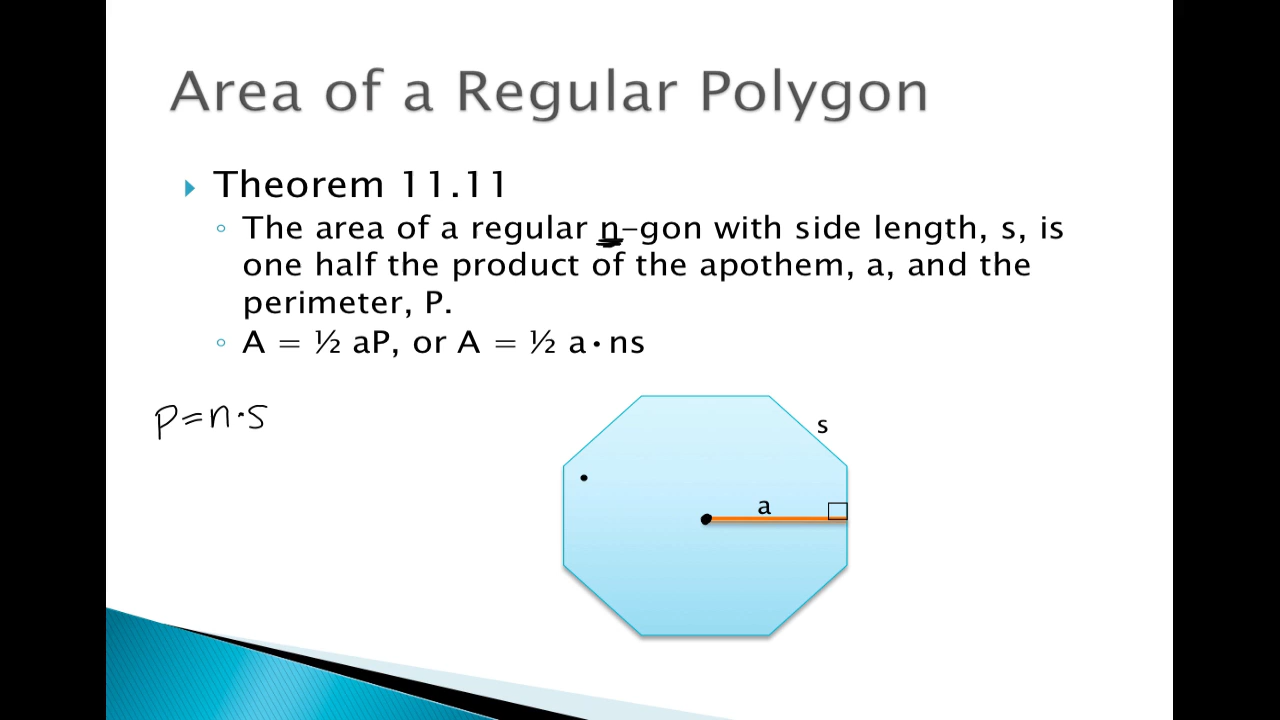 Area of a Regular Polygon
Theorem 11.11
The area of a regular n-gon with side length, s, is
one half the product of the apothem, a, and the
perimeter, P.
A = ½ aP, or A = ½ a•ns
P=n·s
s
a